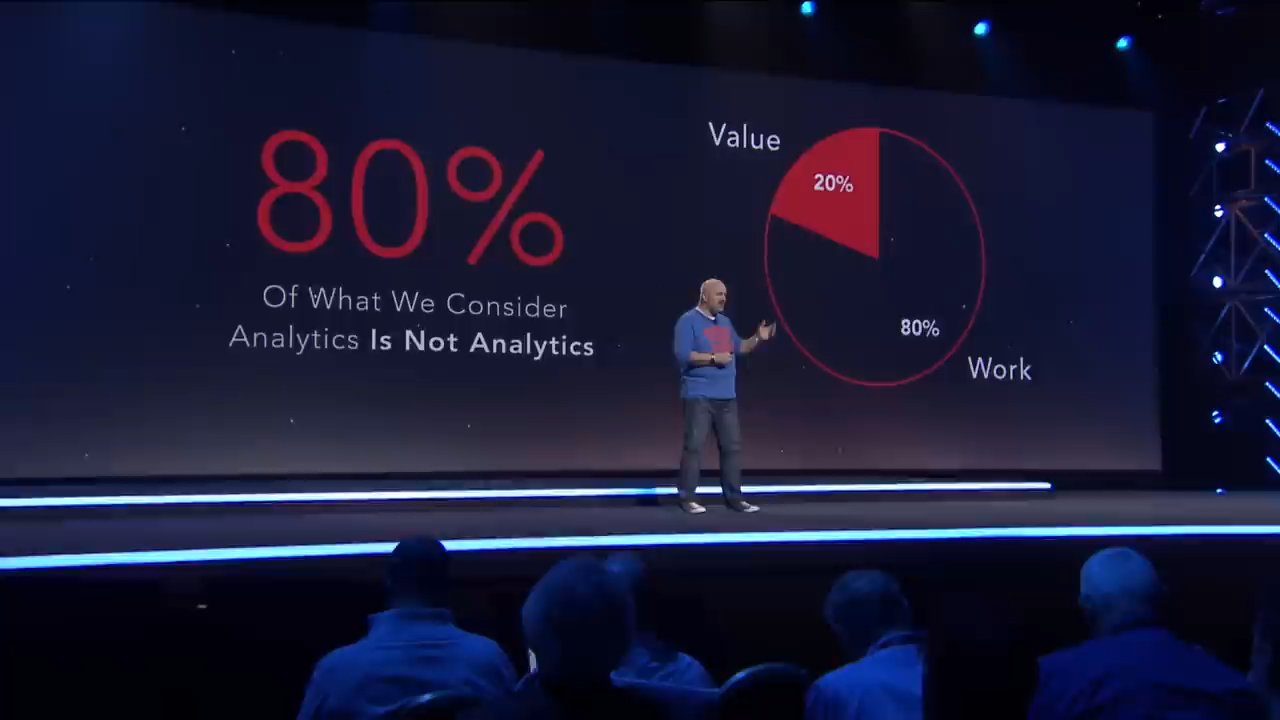 80%
Of What We Consider
Analytics Is Not Analytics
Value
20%
80%
Work